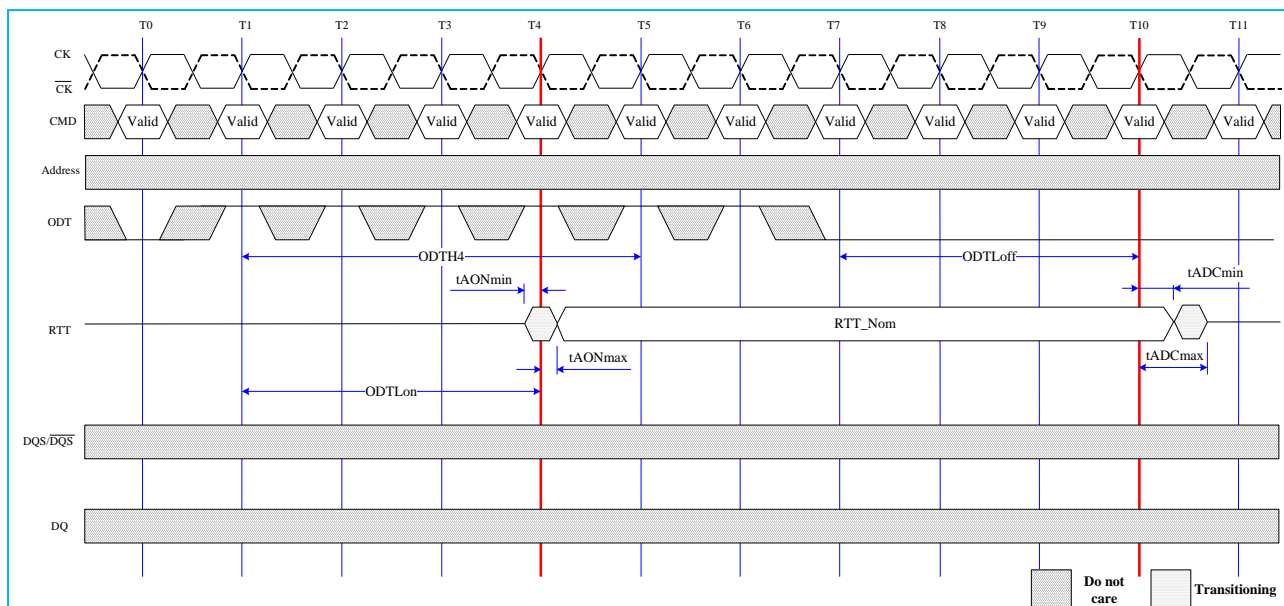 T0 T1 T2 T3 T4 T5 T6 T7 T8 T9 T10 T11
CK
CK
CMD Valid Valid Valid Valid Valid Valid Valid Valid Valid Valid Valid Valid
Address
ODT
ODTH4 ODTLoff
tAONmin tADCmin
RTT RTT_Nom
tAONmax tADCmax
ODTLon
DQS/DQS
DQ
Do not Transitioning
care